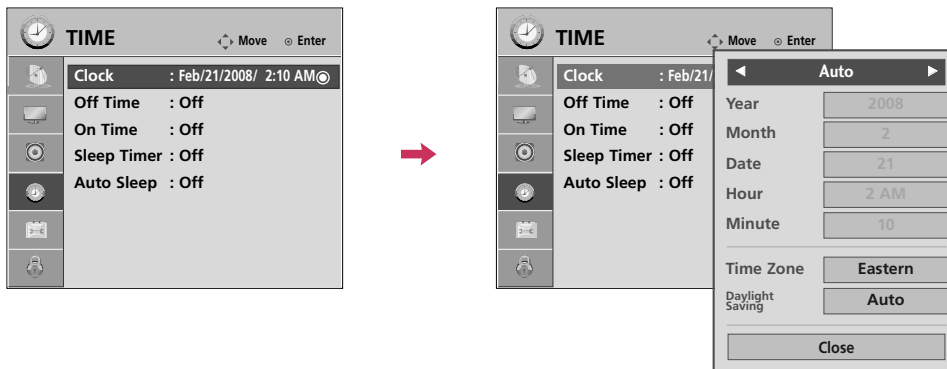 TIME
Move
Enter
Clock : Feb/21/2008/ 2:10 AM
Off Time : Off
On Time : Off
Sleep Timer : Off
Auto Sleep : Off
TIME
Move
Enter
Clock : Feb/21/
Off Time : Off
On Time : Off
Sleep Timer : Off
Auto Sleep : Off
Auto
Year 2008
Month 2
Date 21
Hour 2 AM
Minute 10
Time Zone Eastern
Daylight
Saving
Auto
Close